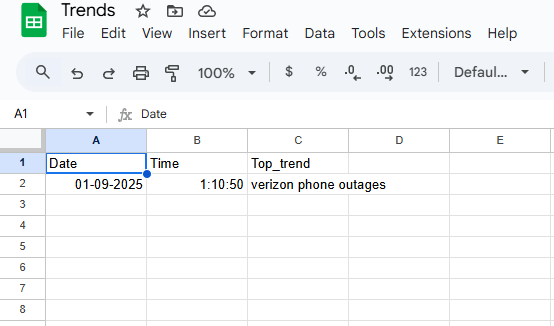 Trends
File Edit View Insert Format Data Tools Extensions Help
100% $ % .0 .00 123 Defaul...
A1 fx Date
A B C D E
1 Date Time Top_trend
2 01-09-2025 1:10:50 verizon phone outages
3
4
5
6
7
8